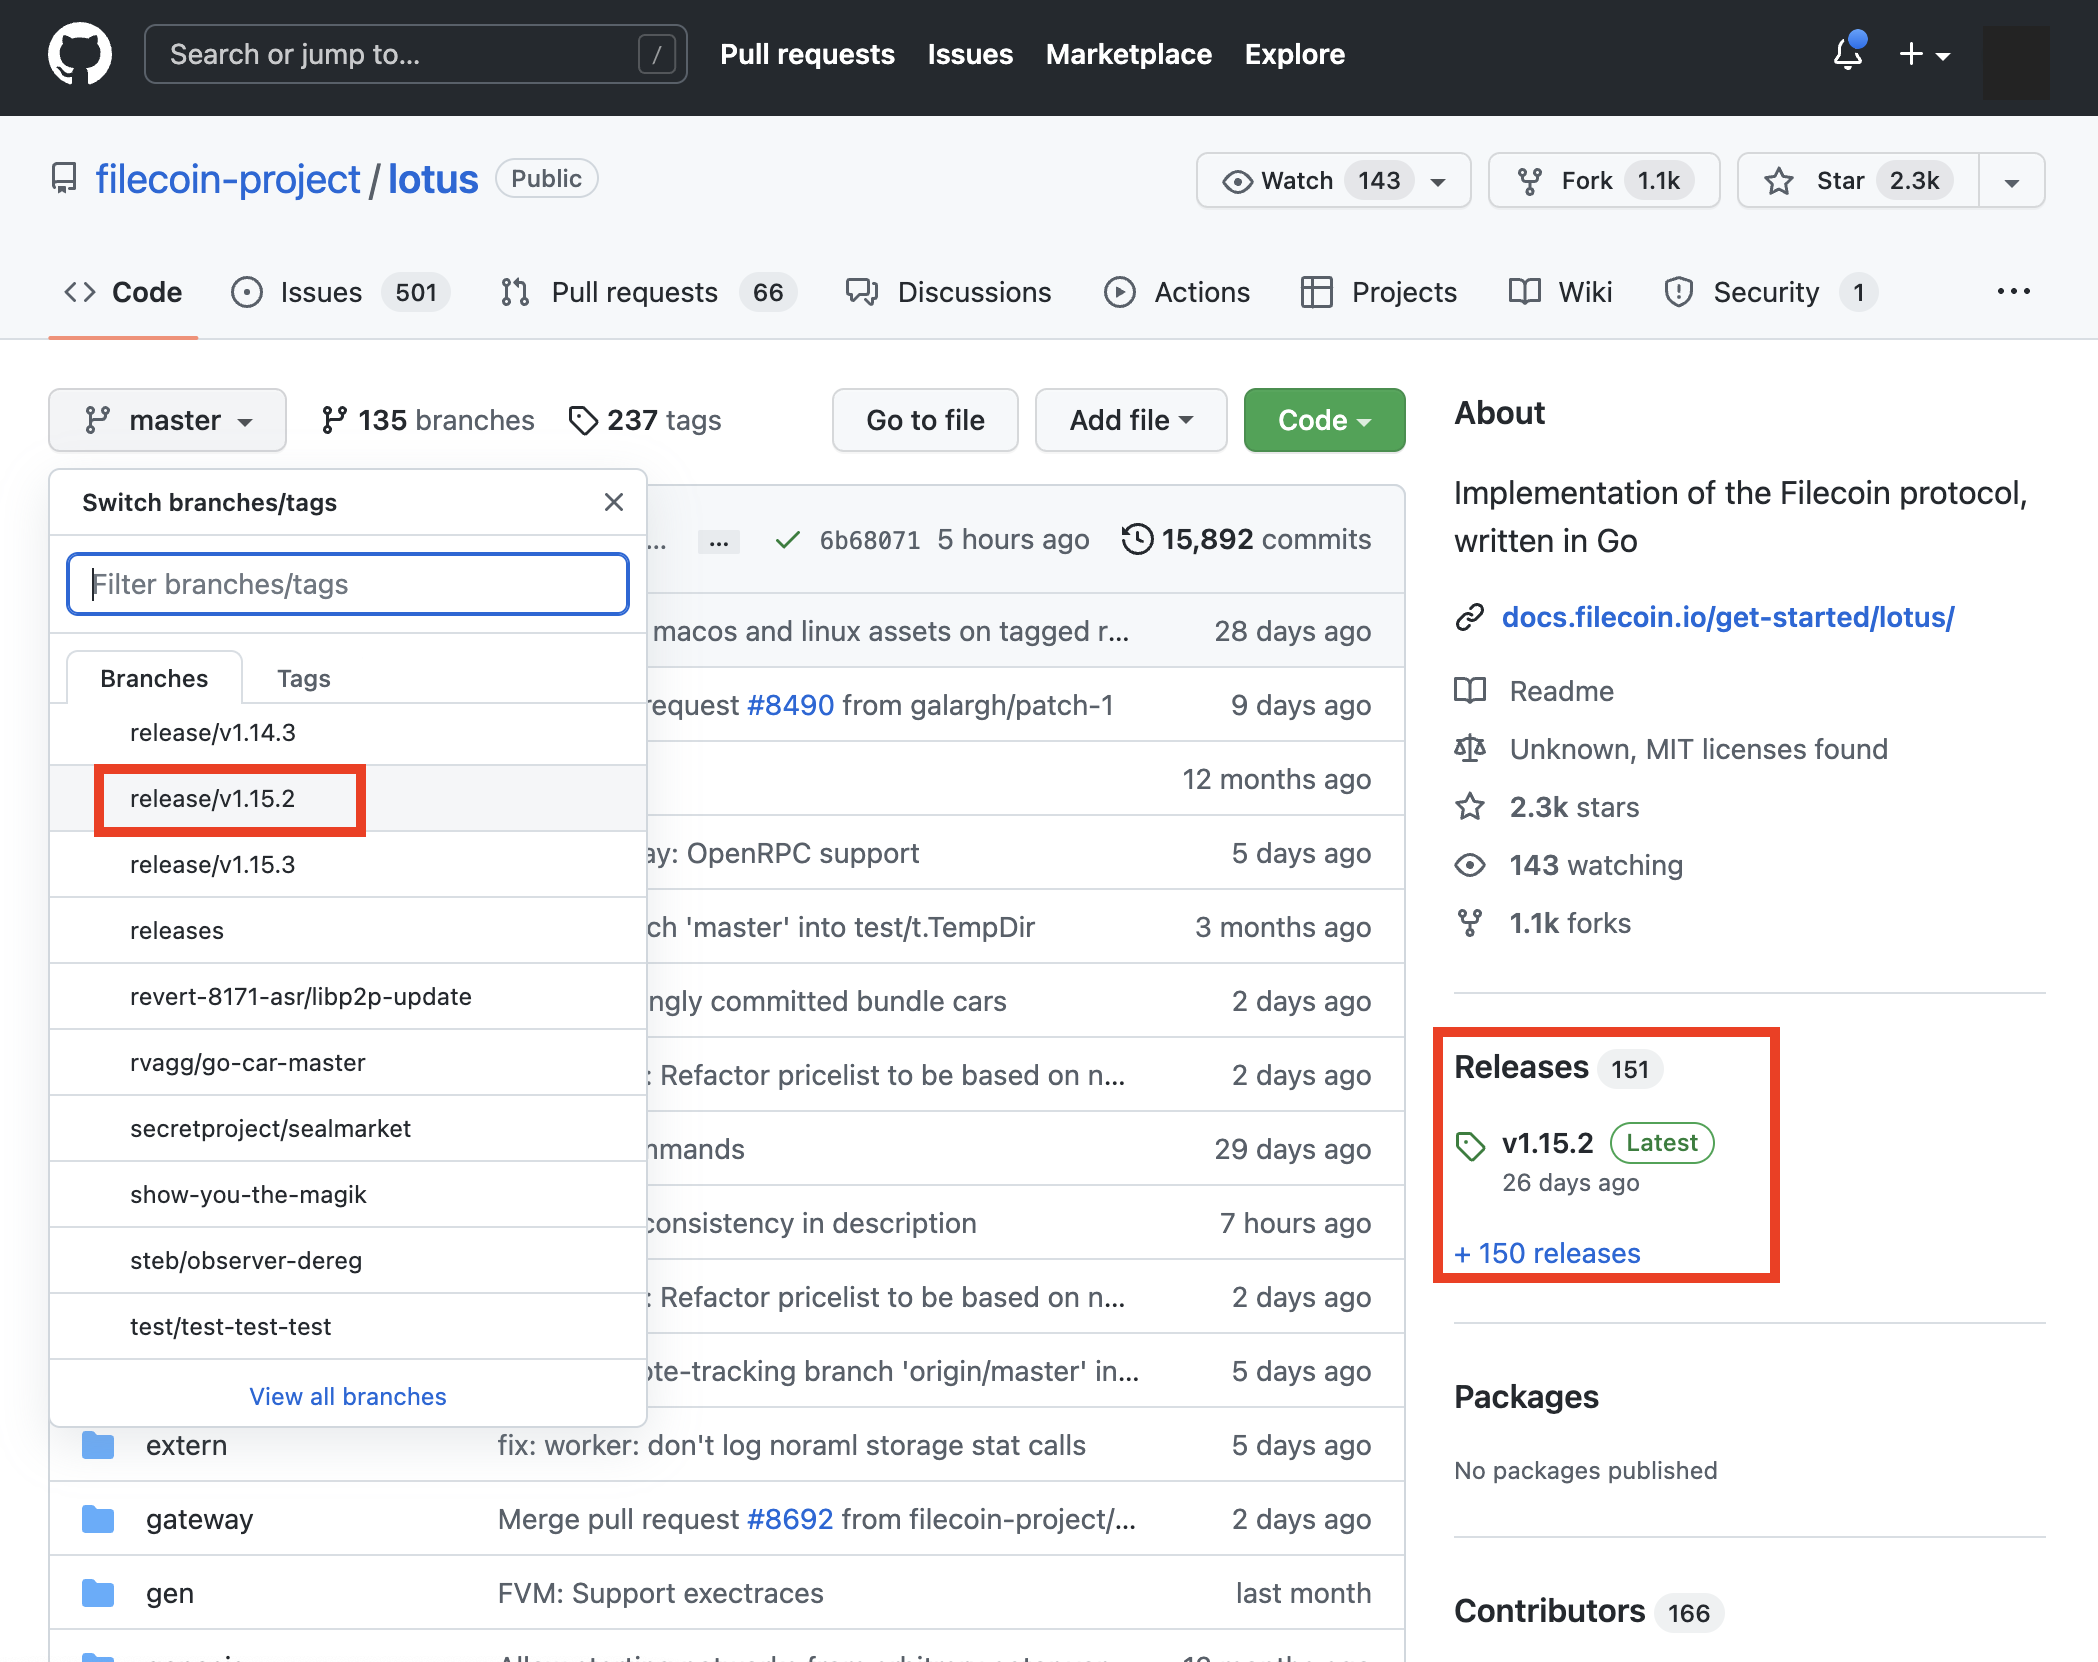 Search or jump to... /
Pull requests Issues Marketplace Explore
filecoin-project / lotus Public
Watch 143 Fork 1.1k Star 2.3k
Code Issues 501 Pull requests 66 Discussions Actions Projects Wiki Security 1 ...
master 135 branches 237 tags Go to file Add file Code
Switch branches/tags
Filter branches/tags
Branches Tags
release/v1.14.3
release/v1.15.2
release/v1.15.3
releases
revert-8171-asr/libp2p-update
rvagg/go-car-master
secretproject/sealmarket
show-you-the-magik
steb/observer-dereg
test/test-test-test
View all branches
... ... 6b68071 5 hours ago 15,892 commits
macos and linux assets on tagged r... 28 days ago
request #8490 from galargh/patch-1 9 days ago
12 months ago
ay: OpenRPC support 5 days ago
ch 'master' into test/t.TempDir 3 months ago
ngly committed bundle cars 2 days ago
: Refactor pricelist to be based on n... 2 days ago
mmands 29 days ago
consistency in description 7 hours ago
: Refactor pricelist to be based on n... 2 days ago
ote-tracking branch 'origin/master' in... 5 days ago
extern fix: worker: don't log noraml storage stat calls 5 days ago
gateway Merge pull request #8692 from filecoin-project/... 2 days ago
gen FVM: Support exectraces last month
About
Implementation of the Filecoin protocol,
written in Go
docs.filecoin.io/get-started/lotus/
Readme
Unknown, MIT licenses found
2.3k stars
143 watching
1.1k forks
Releases 151
v1.15.2 Latest
26 days ago
+ 150 releases
Packages
No packages published
Contributors 166